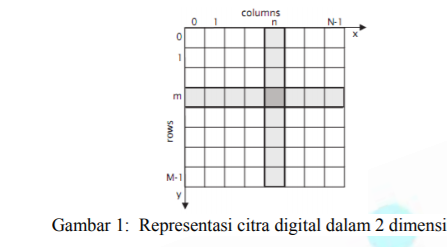 columns
0 1 n N-1
x
0
1
m
rows
M-1
y
Gambar 1: Representasi citra digital dalam 2 dimensi